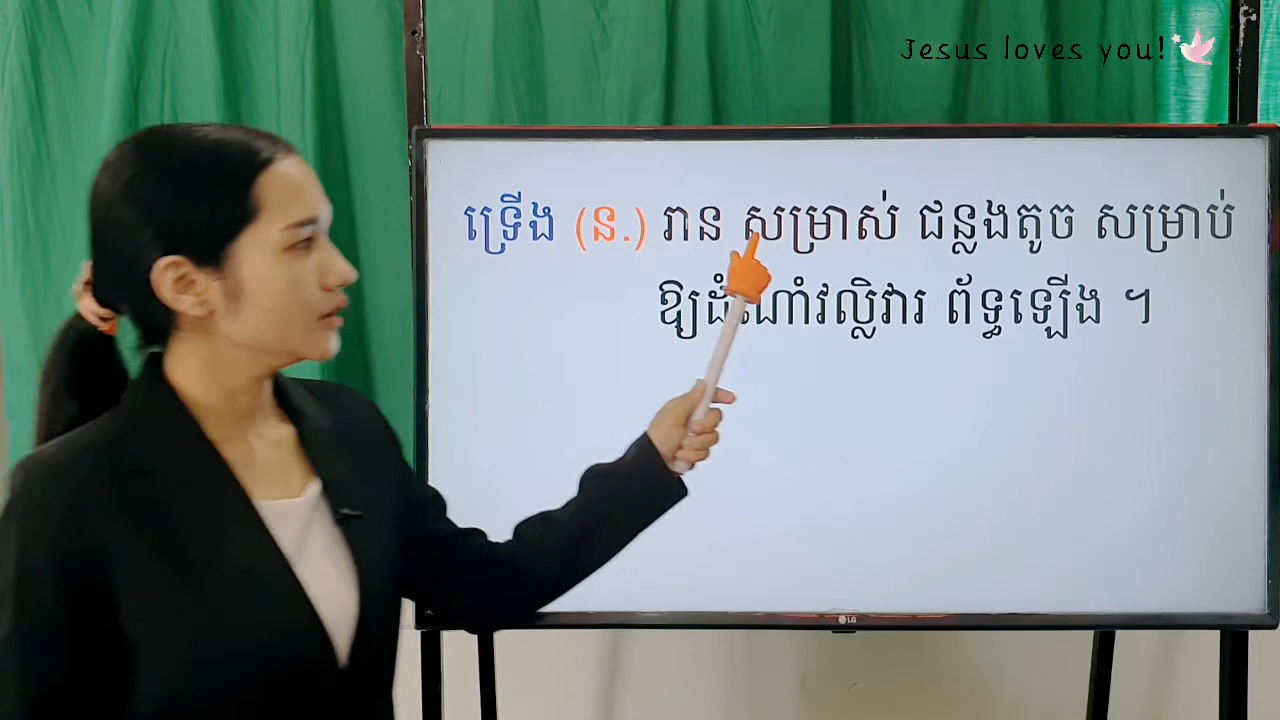 Jesus loves you!
ទ្រើង (ន.) រាន សម្រាស់ ជន្លងតូច សម្រាប់
ឱ្យដំណាំវល្លិវារ ព័ទ្ធឡើង ។
LG